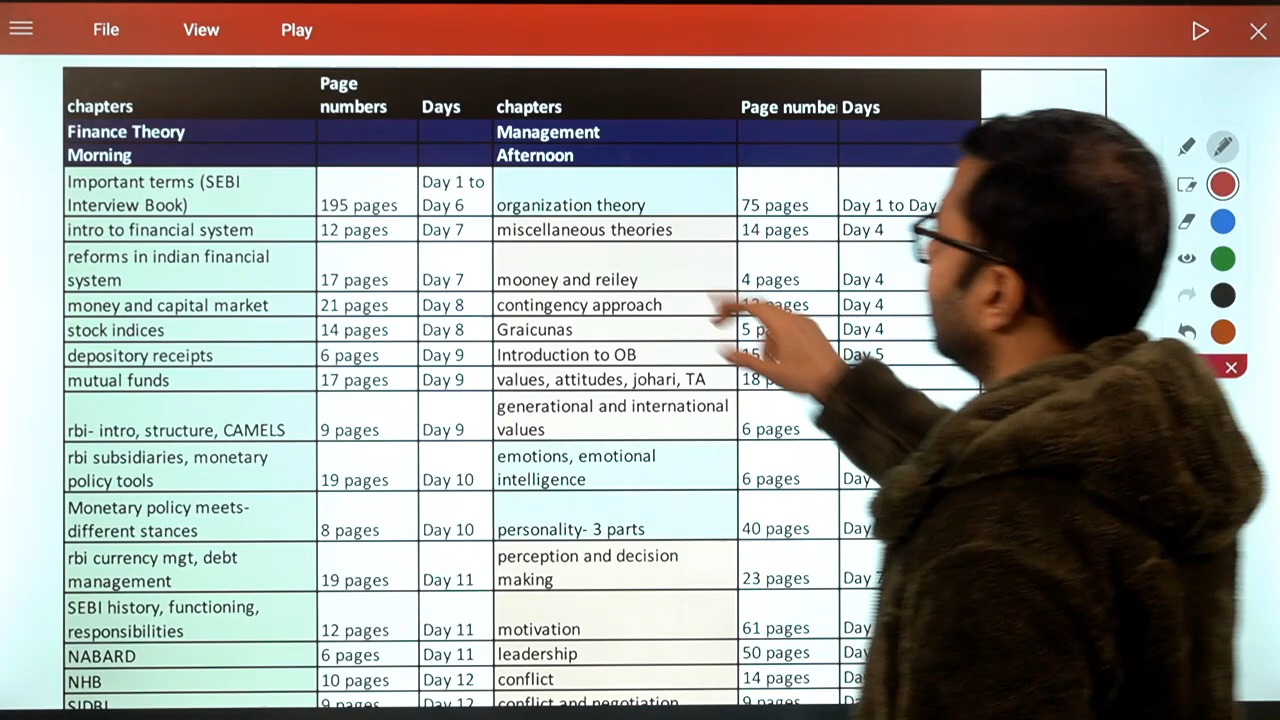 File View Play
chapters Page numbers Days chapters Page numbe Days
Finance Theory Management
Morning Afternoon
Important terms (SEBI Interview Book) 195 pages Day 1 to Day 6 organization theory 75 pages Day 1 to Day
intro to financial system 12 pages Day 7 miscellaneous theories 14 pages Day 4
reforms in indian financial system 17 pages Day 7 mooney and reiley 4 pages Day 4
money and capital market 21 pages Day 8 contingency approach pages Day 4
stock indices 14 pages Day 8 Graicunas 5 Day 4
depository receipts 6 pages Day 9 Introduction to OB Day 5
mutual funds 17 pages Day 9 values, attitudes, johari, TA 18
rbi- intro, structure, CAMELS 9 pages Day 9 generational and international values 6 pages
rbi subsidiaries, monetary policy tools 19 pages Day 10 emotions, emotional intelligence 6 pages Day
Monetary policy meets- different stances 8 pages Day 10 personality- 3 parts 40 pages Day
rbi currency mgt, debt management 19 pages Day 11 perception and decision making 23 pages Day 7
SEBI history, functioning, responsibilities 12 pages Day 11 motivation 61 pages Day
NABARD 6 pages Day 11 leadership 50 pages Day
NHB 10 pages Day 12 conflict 14 pages Da
SIDBI 9 pages Day 12 conflict and negotiation 9 pages Da